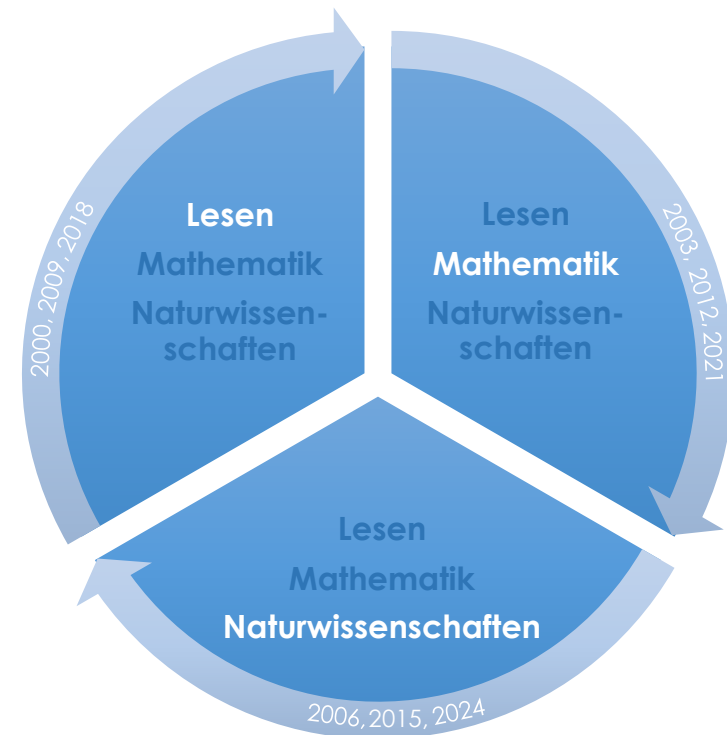 2000, 2009, 2018
Lesen
Mathematik
Naturwissen-
schaften
2003, 2012, 2021
Lesen
Mathematik
Naturwissen-
schaften
Lesen
Mathematik
Naturwissenschaften
2006, 2015, 2024